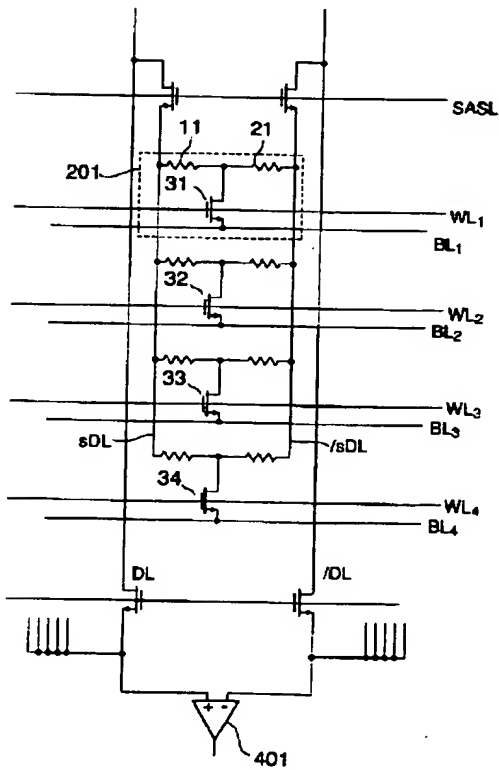 SASL
11
21
201
31
WL1
BL1
32
WL2
BL2
33
WL3
BL3
sDL
/sDL
34
WL4
BL4
DL
/DL
+ -
401